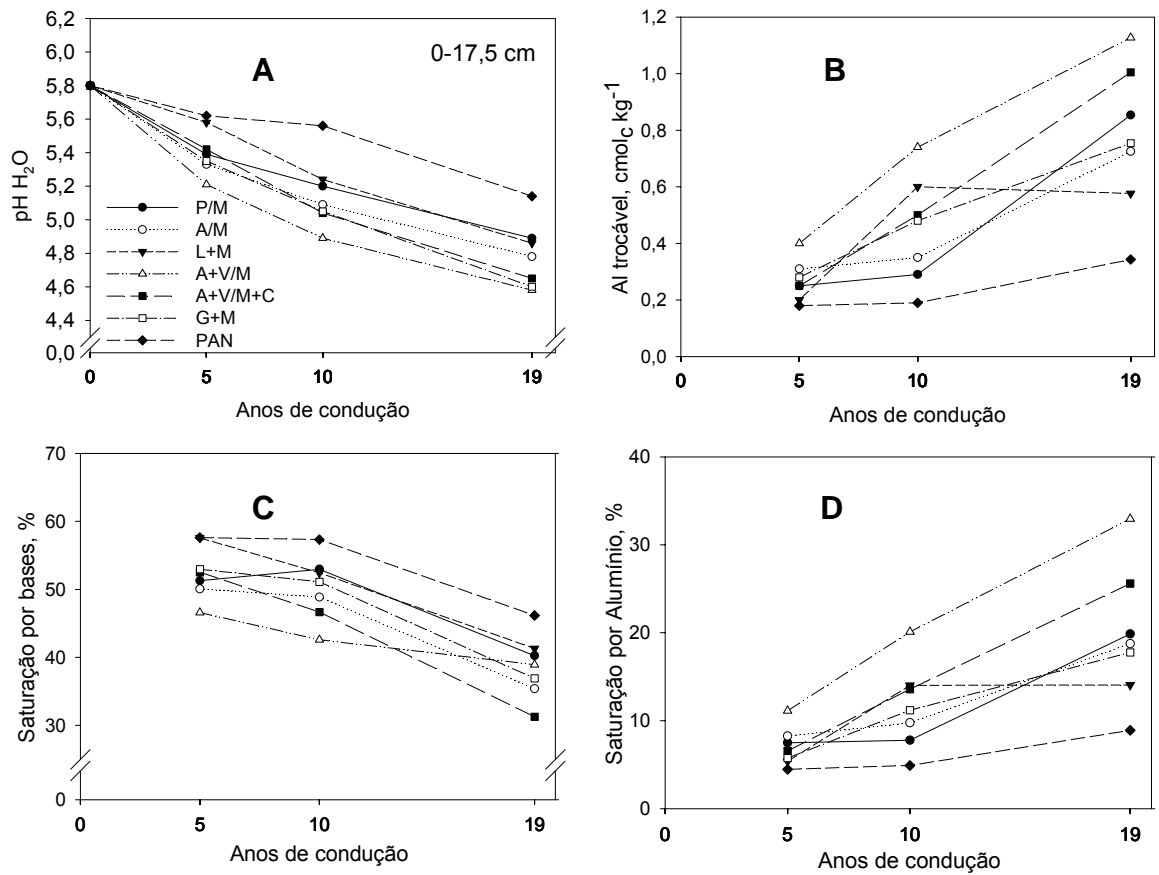 A
0-17,5 cm
pH H2O
6,2
6,0
5,8
5,6
5,4
5,2
5,0
4,8
4,6
4,4
0,0
P/M
A/M
L+M
A+V/M
A+V/M+C
G+M
PAN
0 5 10 19
Anos de condução
B
Al trocável, cmolc kg-1
1,2
1,0
0,8
0,6
0,4
0,2
0,0
0 5 10 19
Anos de condução
C
Saturação por bases, %
70
60
50
40
30
0
0 5 10 19
Anos de condução
D
Saturação por Alumínio, %
40
30
20
10
0
0 5 10 19
Anos de condução